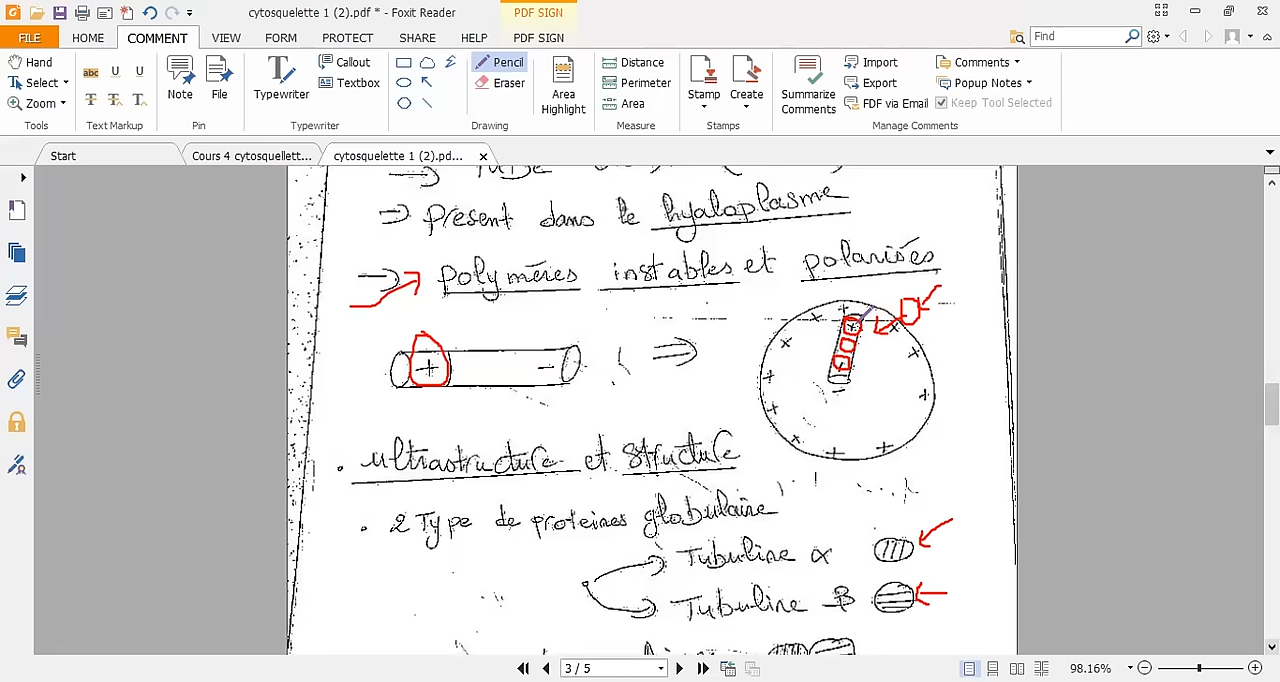 cytosquelette 1 (2).pdf * - Foxit Reader
PDF SIGN
FILE HOME COMMENT VIEW FORM PROTECT SHARE HELP PDF SIGN
Find
Hand
Select
Zoom
Tools
abc U U
T T T
Text Markup
Note
File
Pin
Typewriter
Callout
Textbox
Typewriter
Pencil
Eraser
Drawing
Area Highlight
Distance
Perimeter
Area
Measure
Stamp
Create
Stamps
Summarize Comments
Import
Export
FDF via Email
Comments
Popup Notes
Keep Tool Selected
Manage Comments
Start
Cours 4 cytosquellett...
cytosquelette 1 (2).pd...
⇒ présent dans le hyaloplasme
⇒ polymères instables et polarisés
+ -
⇒
. ultrastructure et structure
. 2 Type de proteines globulaire
Tubuline α
Tubuline β
3 / 5
98.16%